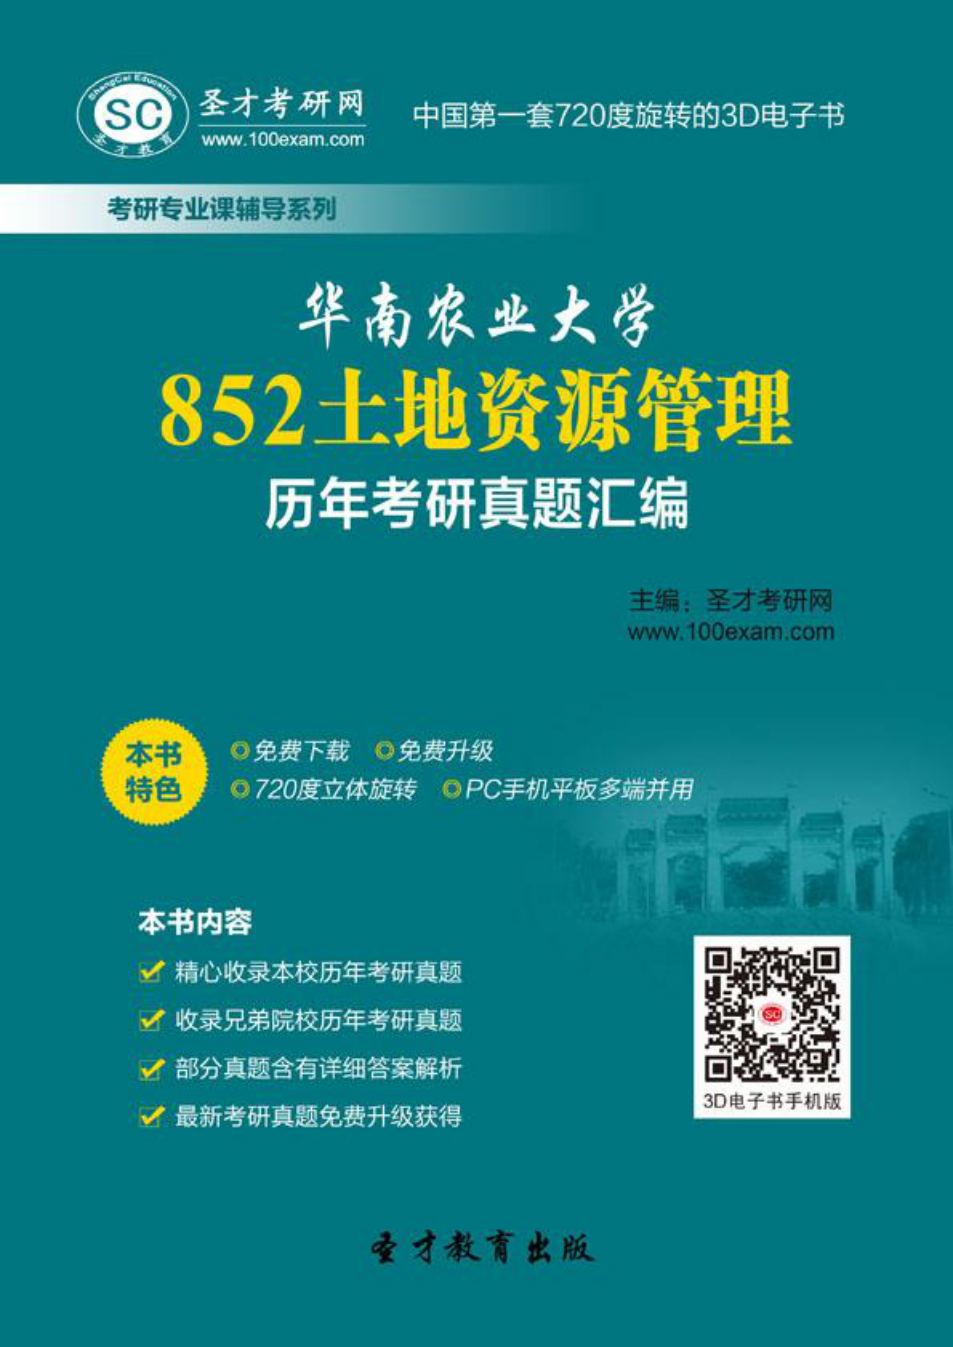 ShengCai Education
SC
圣才教育
圣才考研网
www.100exam.com
中国第一套720度旋转的3D电子书
考研专业课辅导系列
华南农业大学
852土地资源管理
历年考研真题汇编
主编：圣才考研网
www.100exam.com
本书
特色
免费下载 免费升级
720度立体旋转 PC手机平板多端并用
本书内容
精心收录本校历年考研真题
收录兄弟院校历年考研真题
部分真题含有详细答案解析
最新考研真题免费升级获得
SC
3D电子书手机版
圣才教育出版